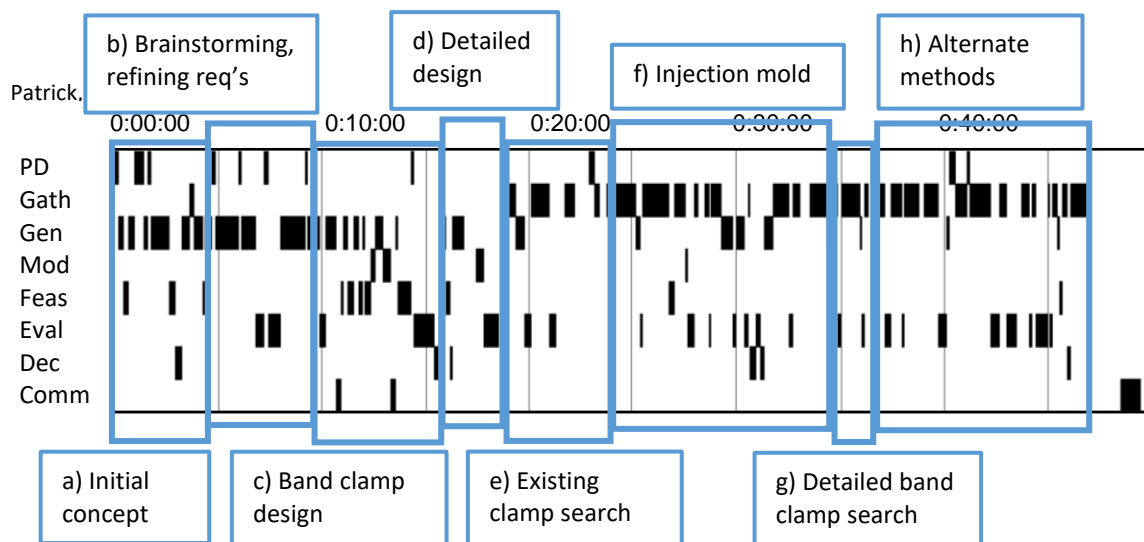 b) Brainstorming,
refining req’s
d) Detailed
design
f) Injection mold
h) Alternate
methods
Patrick,
0:00:00 0:10:00 0:20:00 0:30:00 0:40:00
PD
Gath
Gen
Mod
Feas
Eval
Dec
Comm
a) Initial
concept
c) Band clamp
design
e) Existing
clamp search
g) Detailed band
clamp search